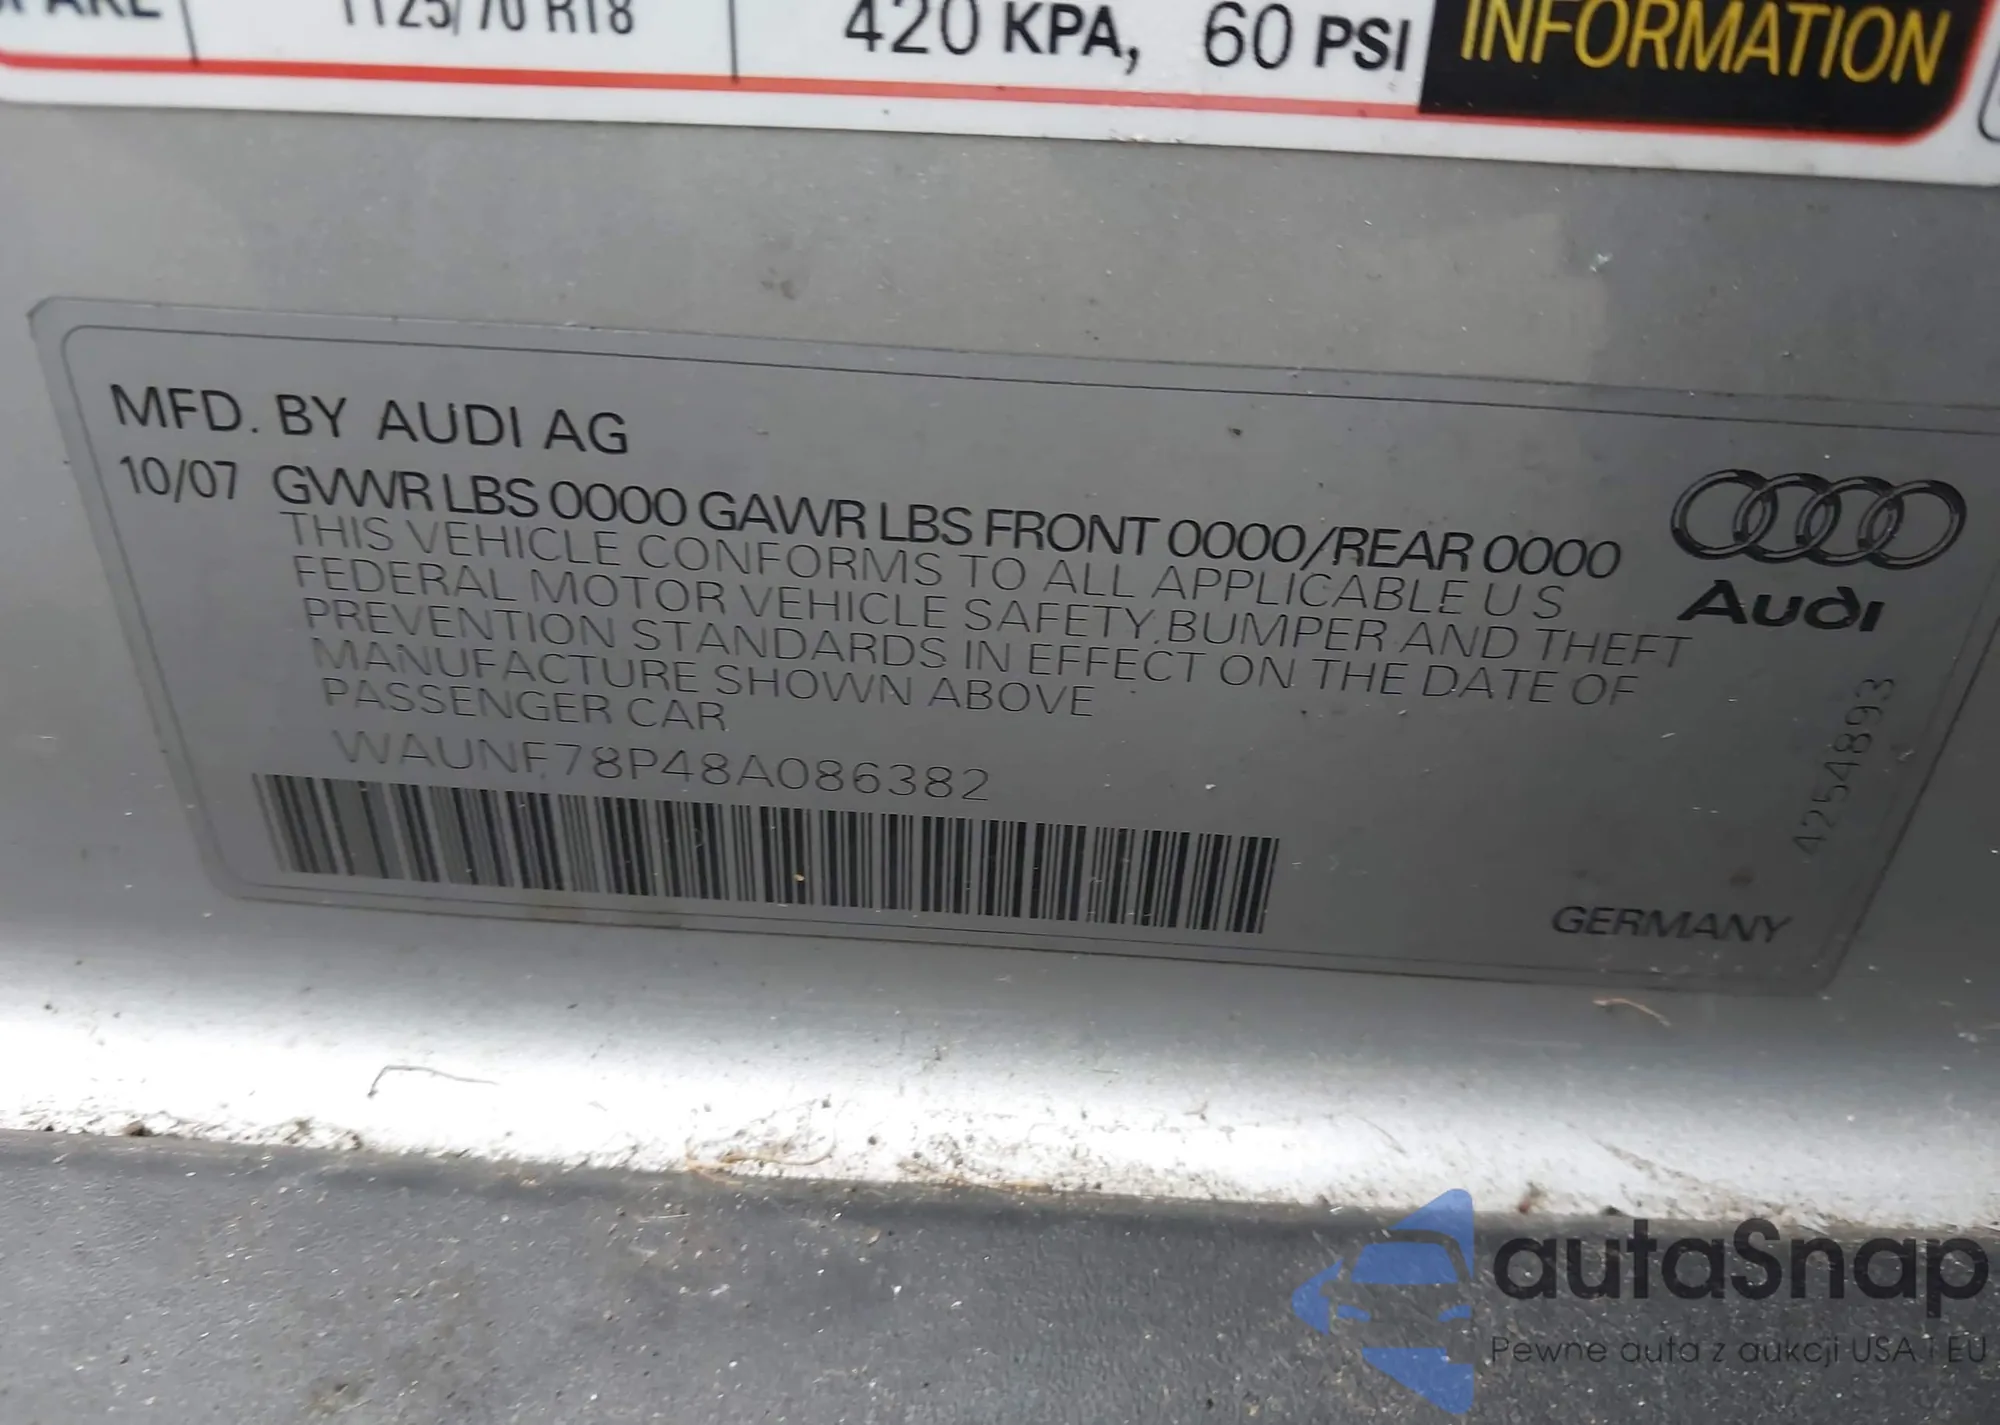 T125/70 R18
420 KPA, 60 PSI
INFORMATION
MFD. BY AUDI AG
10/07 GVWR LBS 0000 GAWR LBS FRONT 0000/REAR 0000
THIS VEHICLE CONFORMS TO ALL APPLICABLE U S
FEDERAL MOTOR VEHICLE SAFETY, BUMPER AND THEFT
PREVENTION STANDARDS IN EFFECT ON THE DATE OF
MANUFACTURE SHOWN ABOVE
PASSENGER CAR
WAUNF78P48A086382
Audi
4254893
GERMANY
autaSnap
Pewne auta z aukcji USA i EU